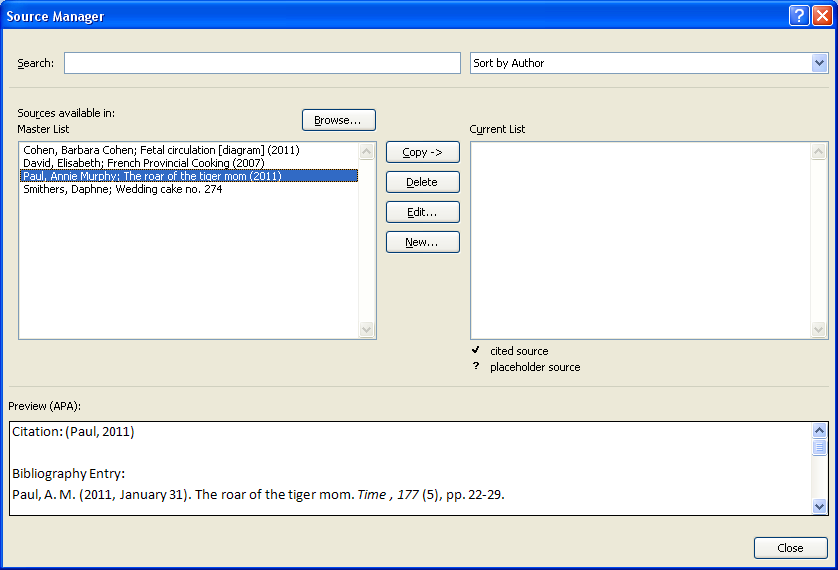 Source Manager
Search:
Sort by Author
Sources available in:
Master List
Browse...
Current List
Cohen, Barbara Cohen; Fetal circulation [diagram] (2011)
David, Elisabeth; French Provincial Cooking (2007)
Paul, Annie Murphy; The roar of the tiger mom (2011)
Smithers, Daphne; Wedding cake no. 274
Copy ->
Delete
Edit...
New...
✓ cited source
? placeholder source
Preview (APA):
Citation: (Paul, 2011)
Bibliography Entry:
Paul, A. M. (2011, January 31). The roar of the tiger mom. Time , 177 (5), pp. 22-29.
Close